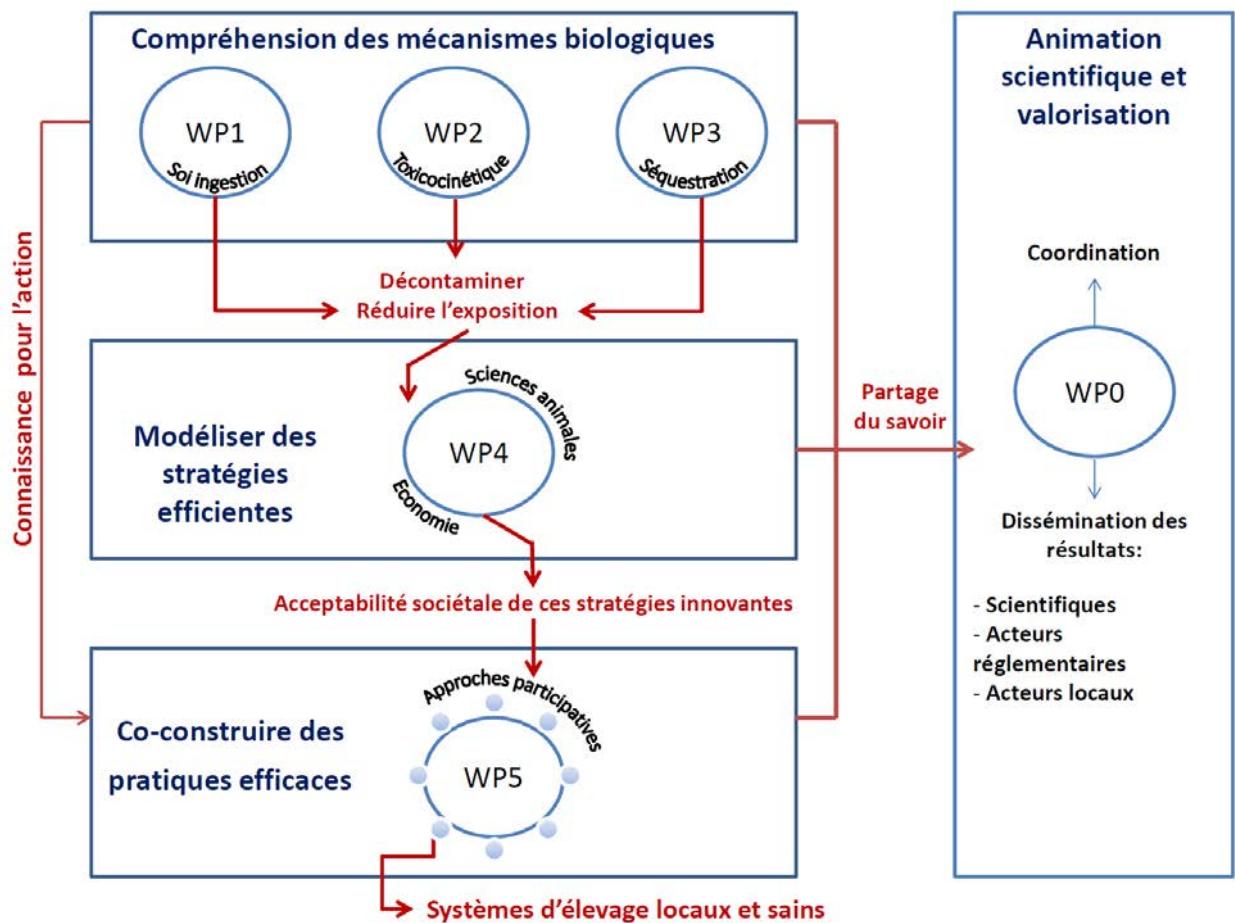 Compréhension des mécanismes biologiques
WP1
Soi ingestion
WP2
Toxicocinétique
WP3
Séquestration
Décontaminer
Réduire l'exposition
Connaissance pour l'action
Modéliser des
stratégies
efficientes
Sciences animales
WP4
Economie
Acceptabilité sociétale de ces stratégies innovantes
Co-construire des
pratiques efficaces
Approches participatives
WP5
Systèmes d'élevage locaux et sains
Partage
du savoir
Animation
scientifique et
valorisation
Coordination
WP0
Dissémination des
résultats:
- Scientifiques
- Acteurs
réglementaires
- Acteurs locaux